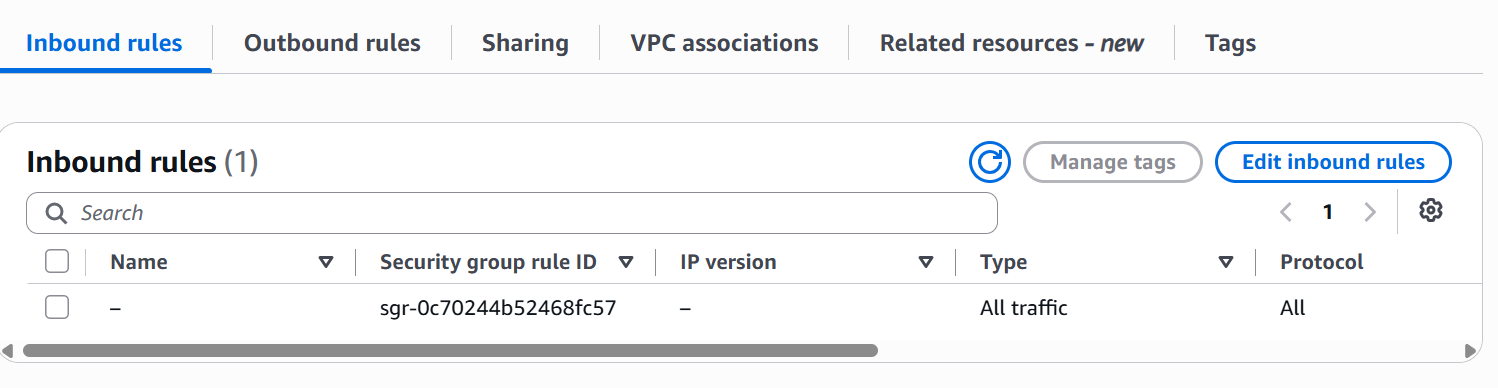 Inbound rules Outbound rules Sharing VPC associations Related resources - new Tags
Inbound rules (1) Manage tags Edit inbound rules
Search 1
Name Security group rule ID IP version Type Protocol
– sgr-0c70244b52468fc57 – All traffic All